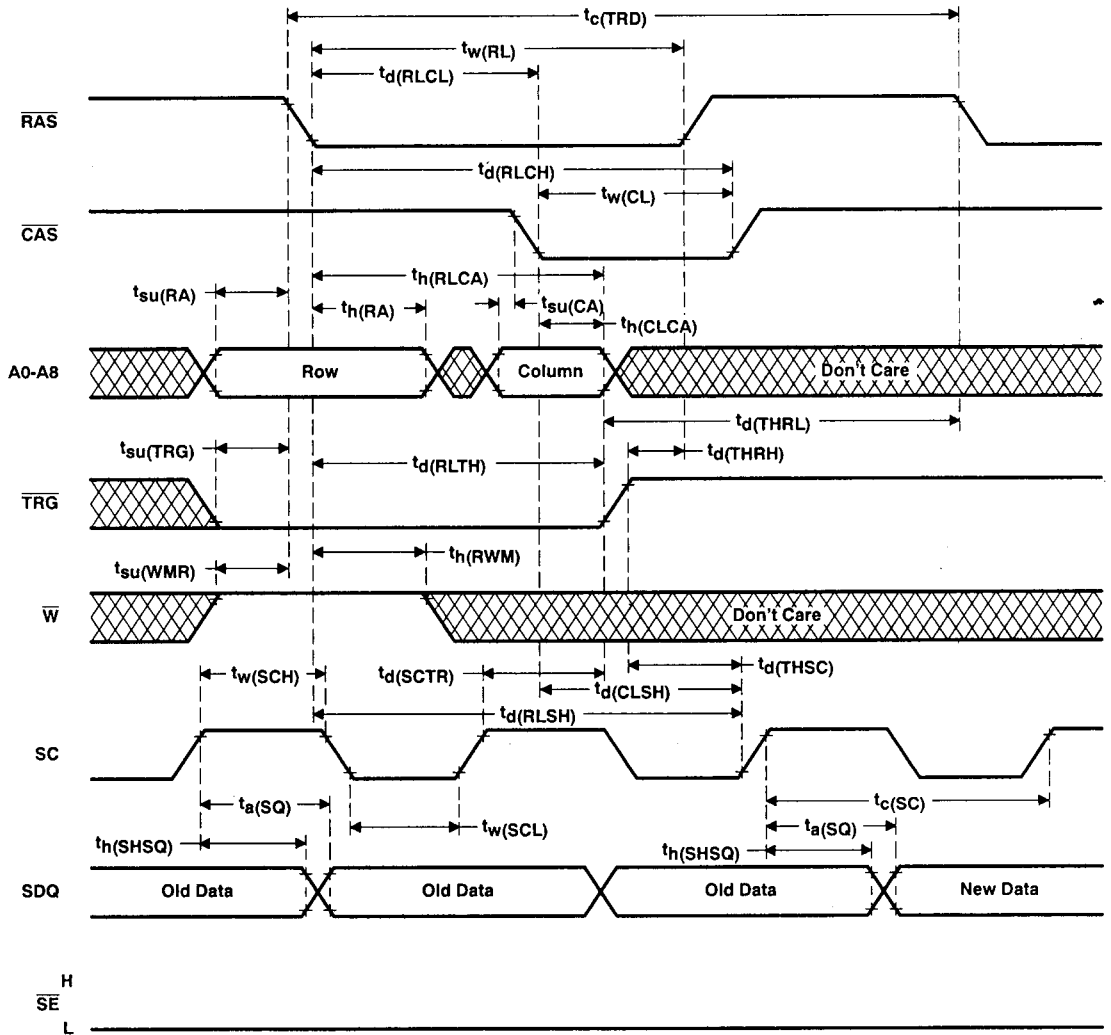 tc(TRD)
tw(RL)
td(RLCL)
RAS
td(RLCH)
tw(CL)
CAS
th(RLCA)
tsu(RA)
th(RA)
tsu(CA)
th(CLCA)
A0-A8
Row
Column
Don't Care
td(THRL)
tsu(TRG)
td(RLTH)
td(THRH)
TRG
th(RWM)
tsu(WMR)
W
Don't Care
tw(SCH)
td(SCTR)
td(THSC)
td(CLSH)
td(RLSH)
SC
ta(SQ)
tc(SC)
tw(SCL)
ta(SQ)
th(SHSQ)
th(SHSQ)
SDQ
Old Data
Old Data
Old Data
New Data
H
SE
L